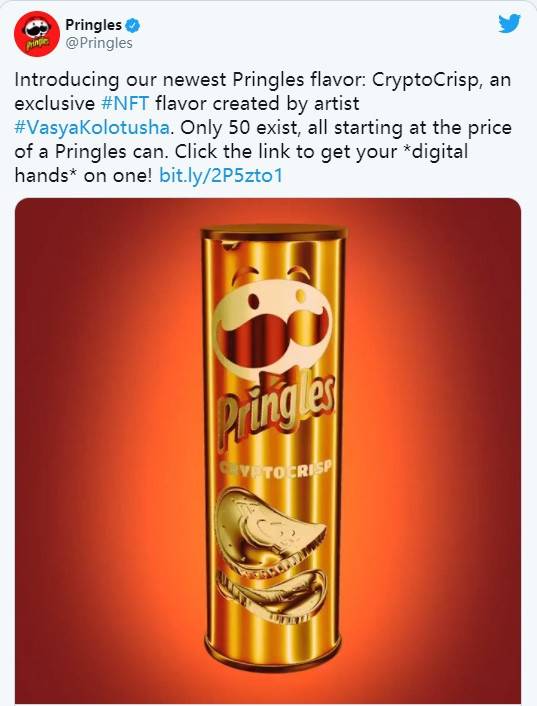 Pringles
@Pringles
Introducing our newest Pringles flavor: CryptoCrisp, an
exclusive #NFT flavor created by artist
#VasyaKolotusha. Only 50 exist, all starting at the price
of a Pringles can. Click the link to get your *digital
hands* on one! bit.ly/2P5zto1
Pringles
CRYPTOCRISP